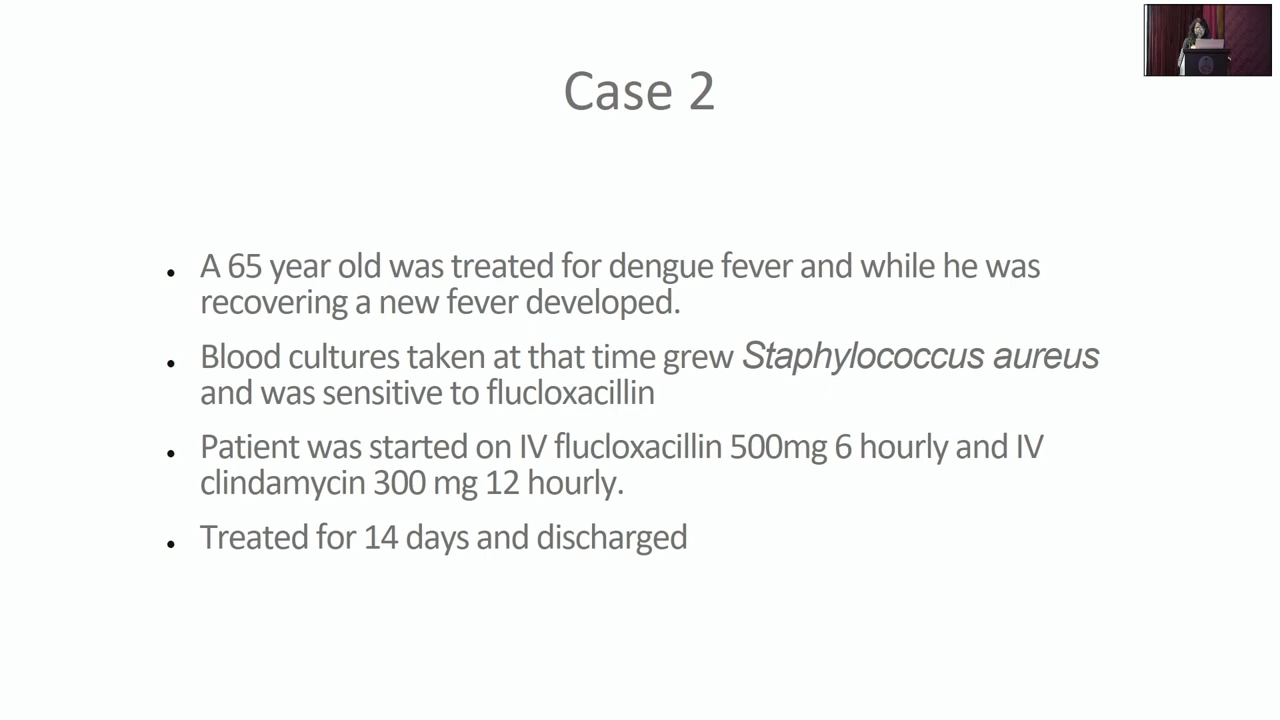 Case 2
• A 65 year old was treated for dengue fever and while he was
recovering a new fever developed.
• Blood cultures taken at that time grew Staphylococcus aureus
and was sensitive to flucloxacillin
• Patient was started on IV flucloxacillin 500mg 6 hourly and IV
clindamycin 300 mg 12 hourly.
• Treated for 14 days and discharged